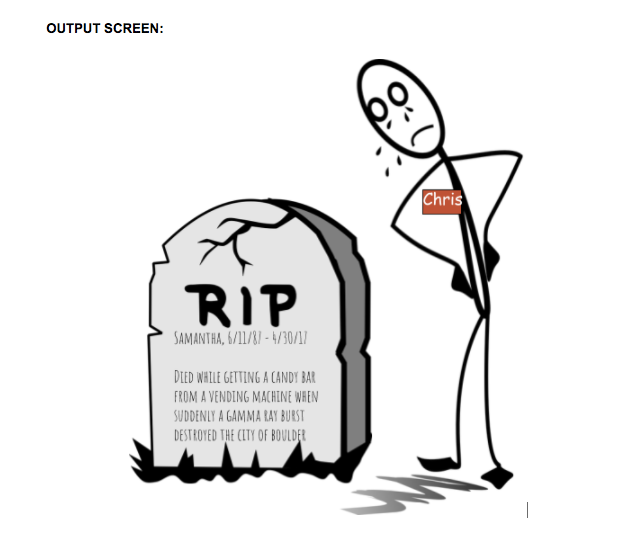 OUTPUT SCREEN:
Chris
RIP
SAMANTHA, 6/11/87 - 4/30/17
DIED WHILE GETTING A CANDY BAR
FROM A VENDING MACHINE WHEN
SUDDENLY A GAMMA RAY BURST
DESTROYED THE CITY OF BOULDER